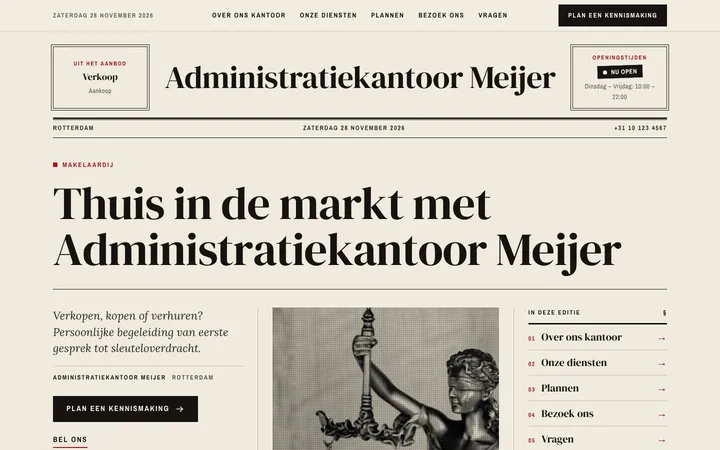 ZATERDAG 28 NOVEMBER 2026
OVER ONS KANTOOR ONZE DIENSTEN PLANNEN BEZOEK ONS VRAGEN
PLAN EEN KENNISMAKING
UIT HET AANBOD
Verkoop
Aankoop
Administratiekantoor Meijer
OPENINGSTIJDEN
NU OPEN
Dinsdag – Vrijdag: 10:00 –
22:00
ROTTERDAM
ZATERDAG 28 NOVEMBER 2026
+31 10 123 4567
MAKELAARDIJ
Thuis in de markt met
Administratiekantoor Meijer
Verkopen, kopen of verhuren?
Persoonlijke begeleiding van eerste
gesprek tot sleuteloverdracht.
ADMINISTRATIEKANTOOR MEIJER ROTTERDAM
PLAN EEN KENNISMAKING →
BEL ONS
IN DEZE EDITIE §
01 Over ons kantoor →
02 Onze diensten →
03 Plannen →
04 Bezoek ons →
05 Vragen →